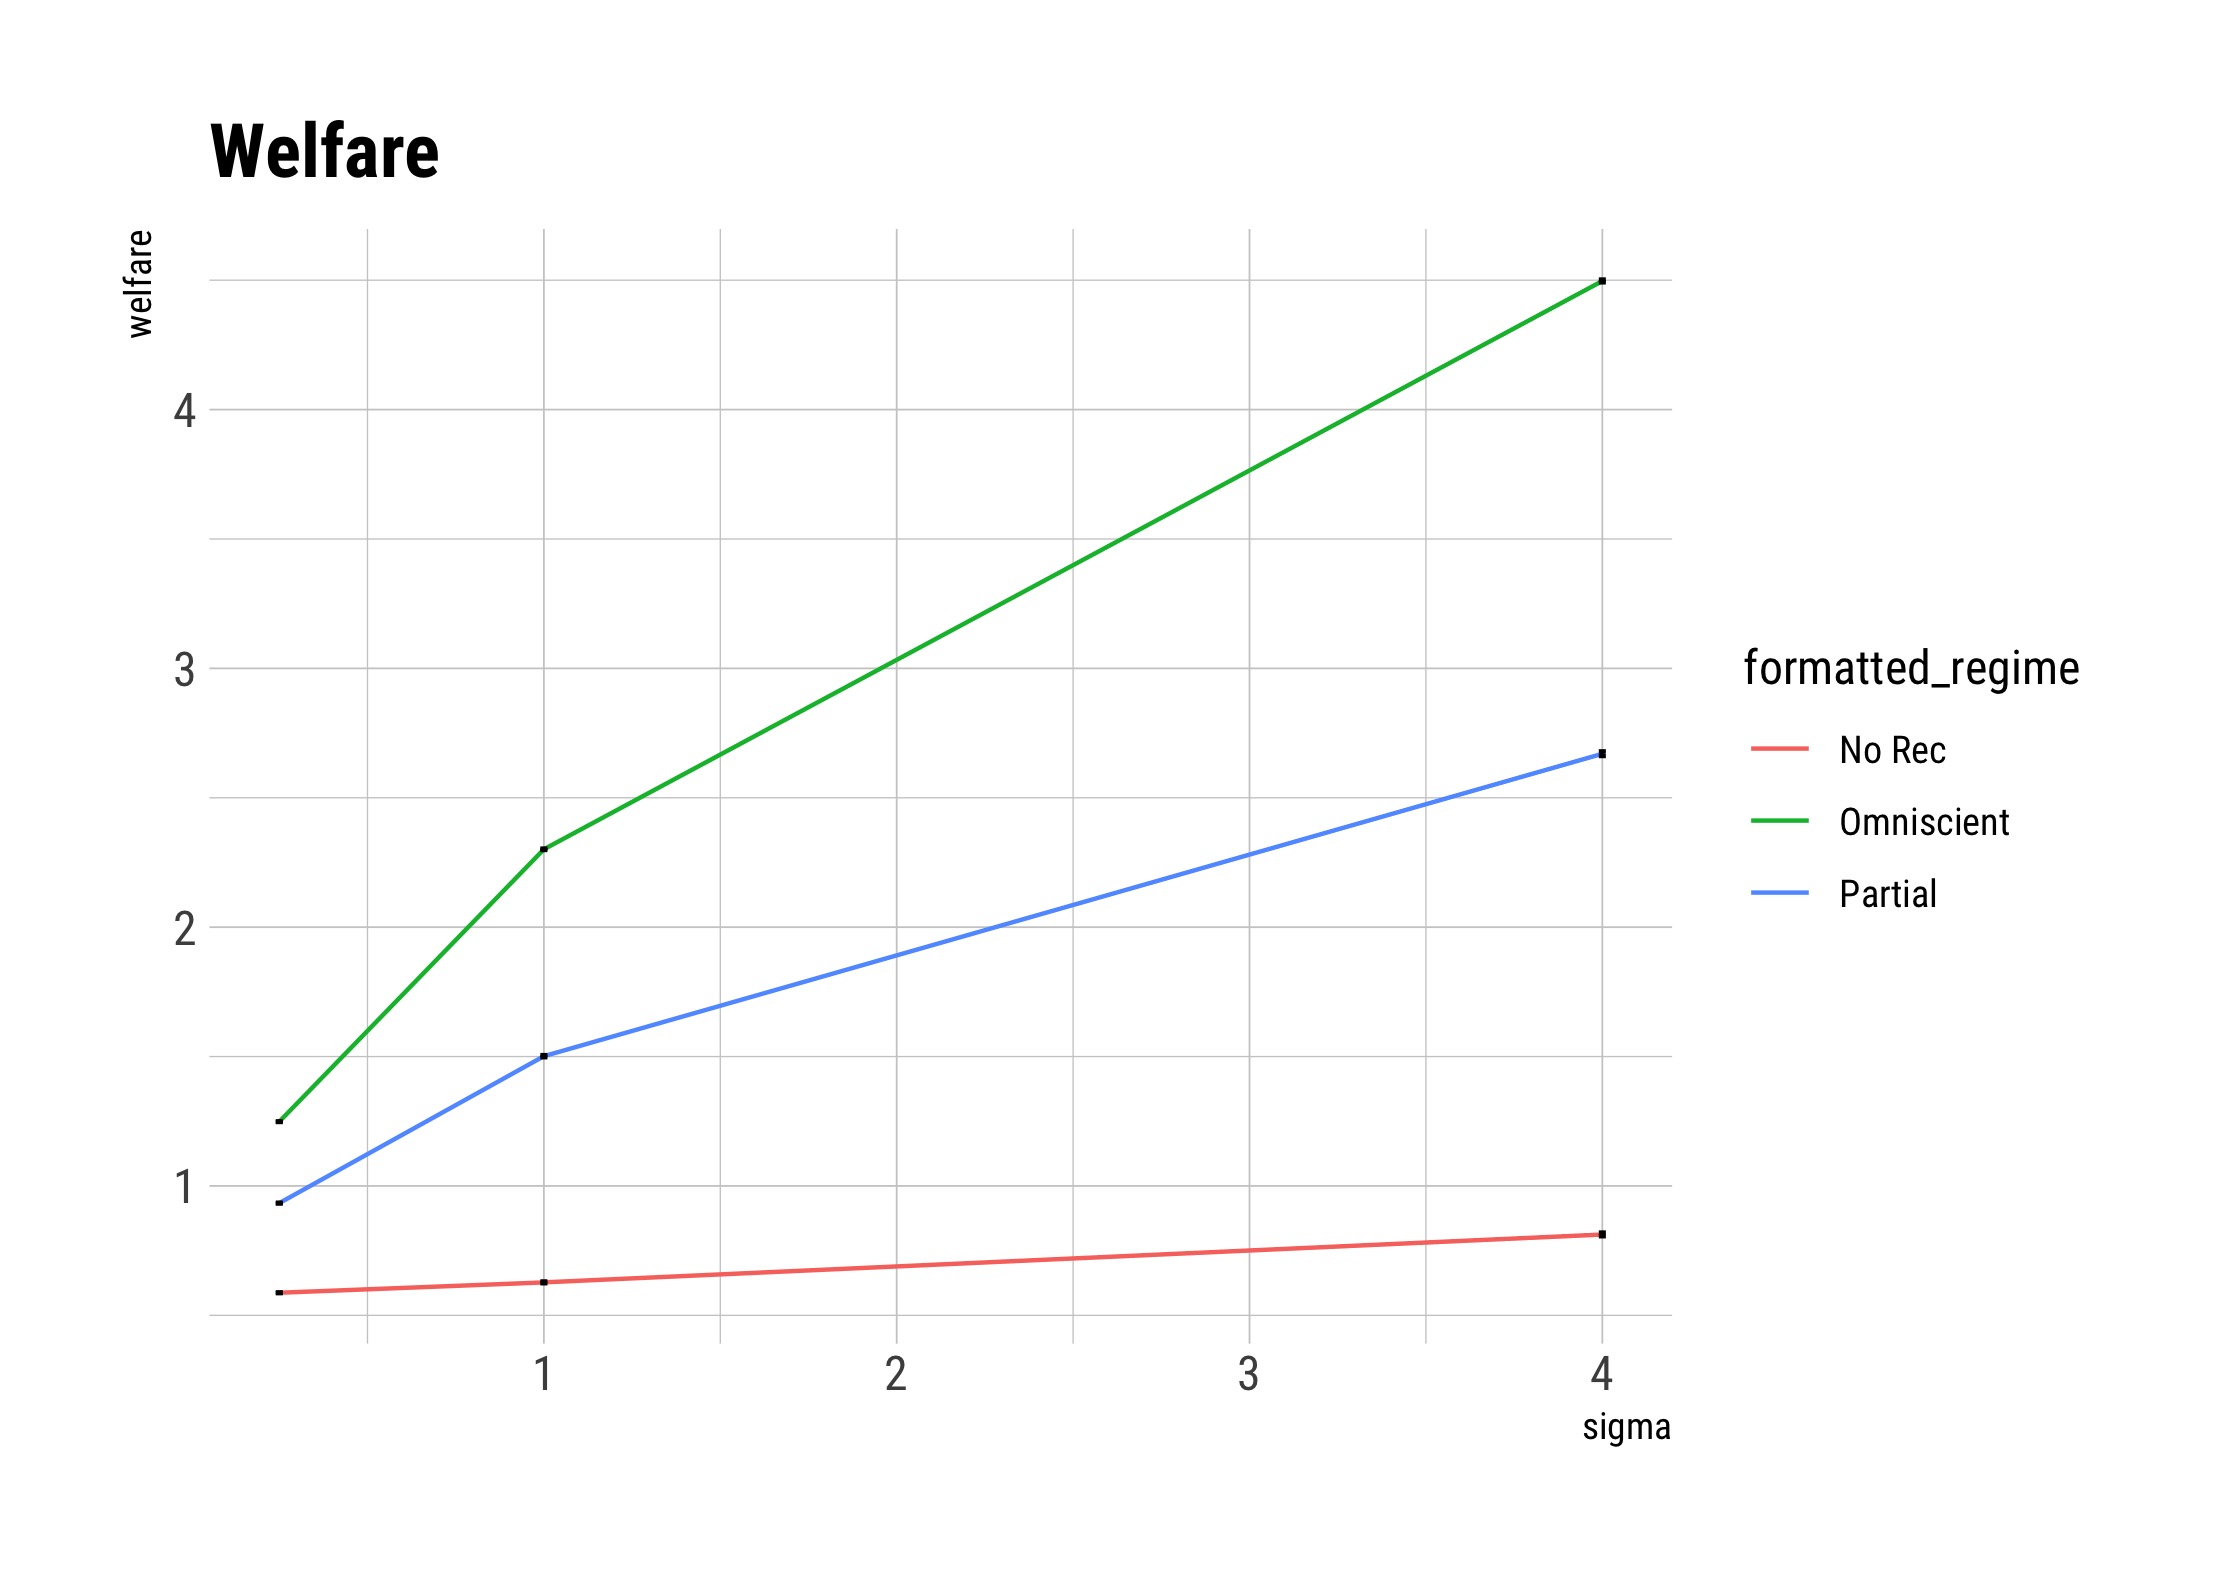 Welfare
welfare
4
3
2
1
1
2
3
4
sigma
formatted_regime
No Rec
Omniscient
Partial